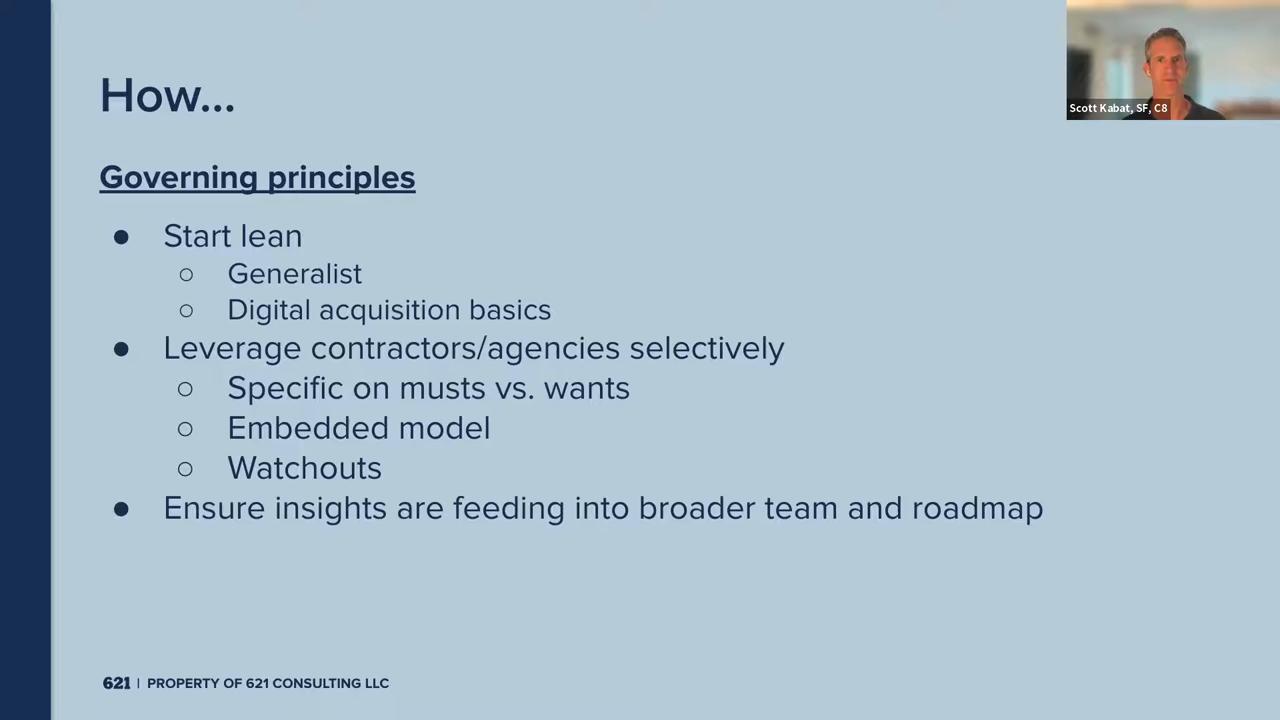 How...
Scott Kabat, SF, C8
Governing principles
● Start lean
○ Generalist
○ Digital acquisition basics
● Leverage contractors/agencies selectively
○ Specific on musts vs. wants
○ Embedded model
○ Watchouts
● Ensure insights are feeding into broader team and roadmap
621 | PROPERTY OF 621 CONSULTING LLC